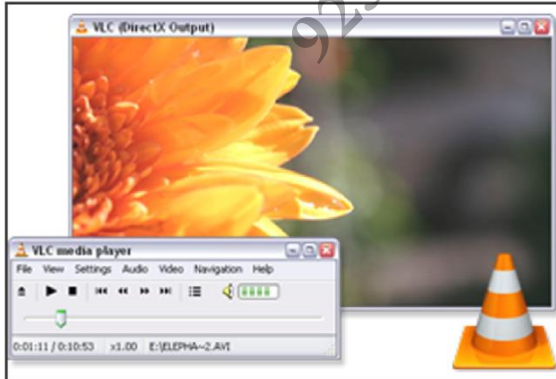 VLC (DirectX Output)
VLC media player
File View Settings Audio Video Navigation Help
0:01:11 / 0:10:53 x1.00 E:\ELEPHA~2.AVI